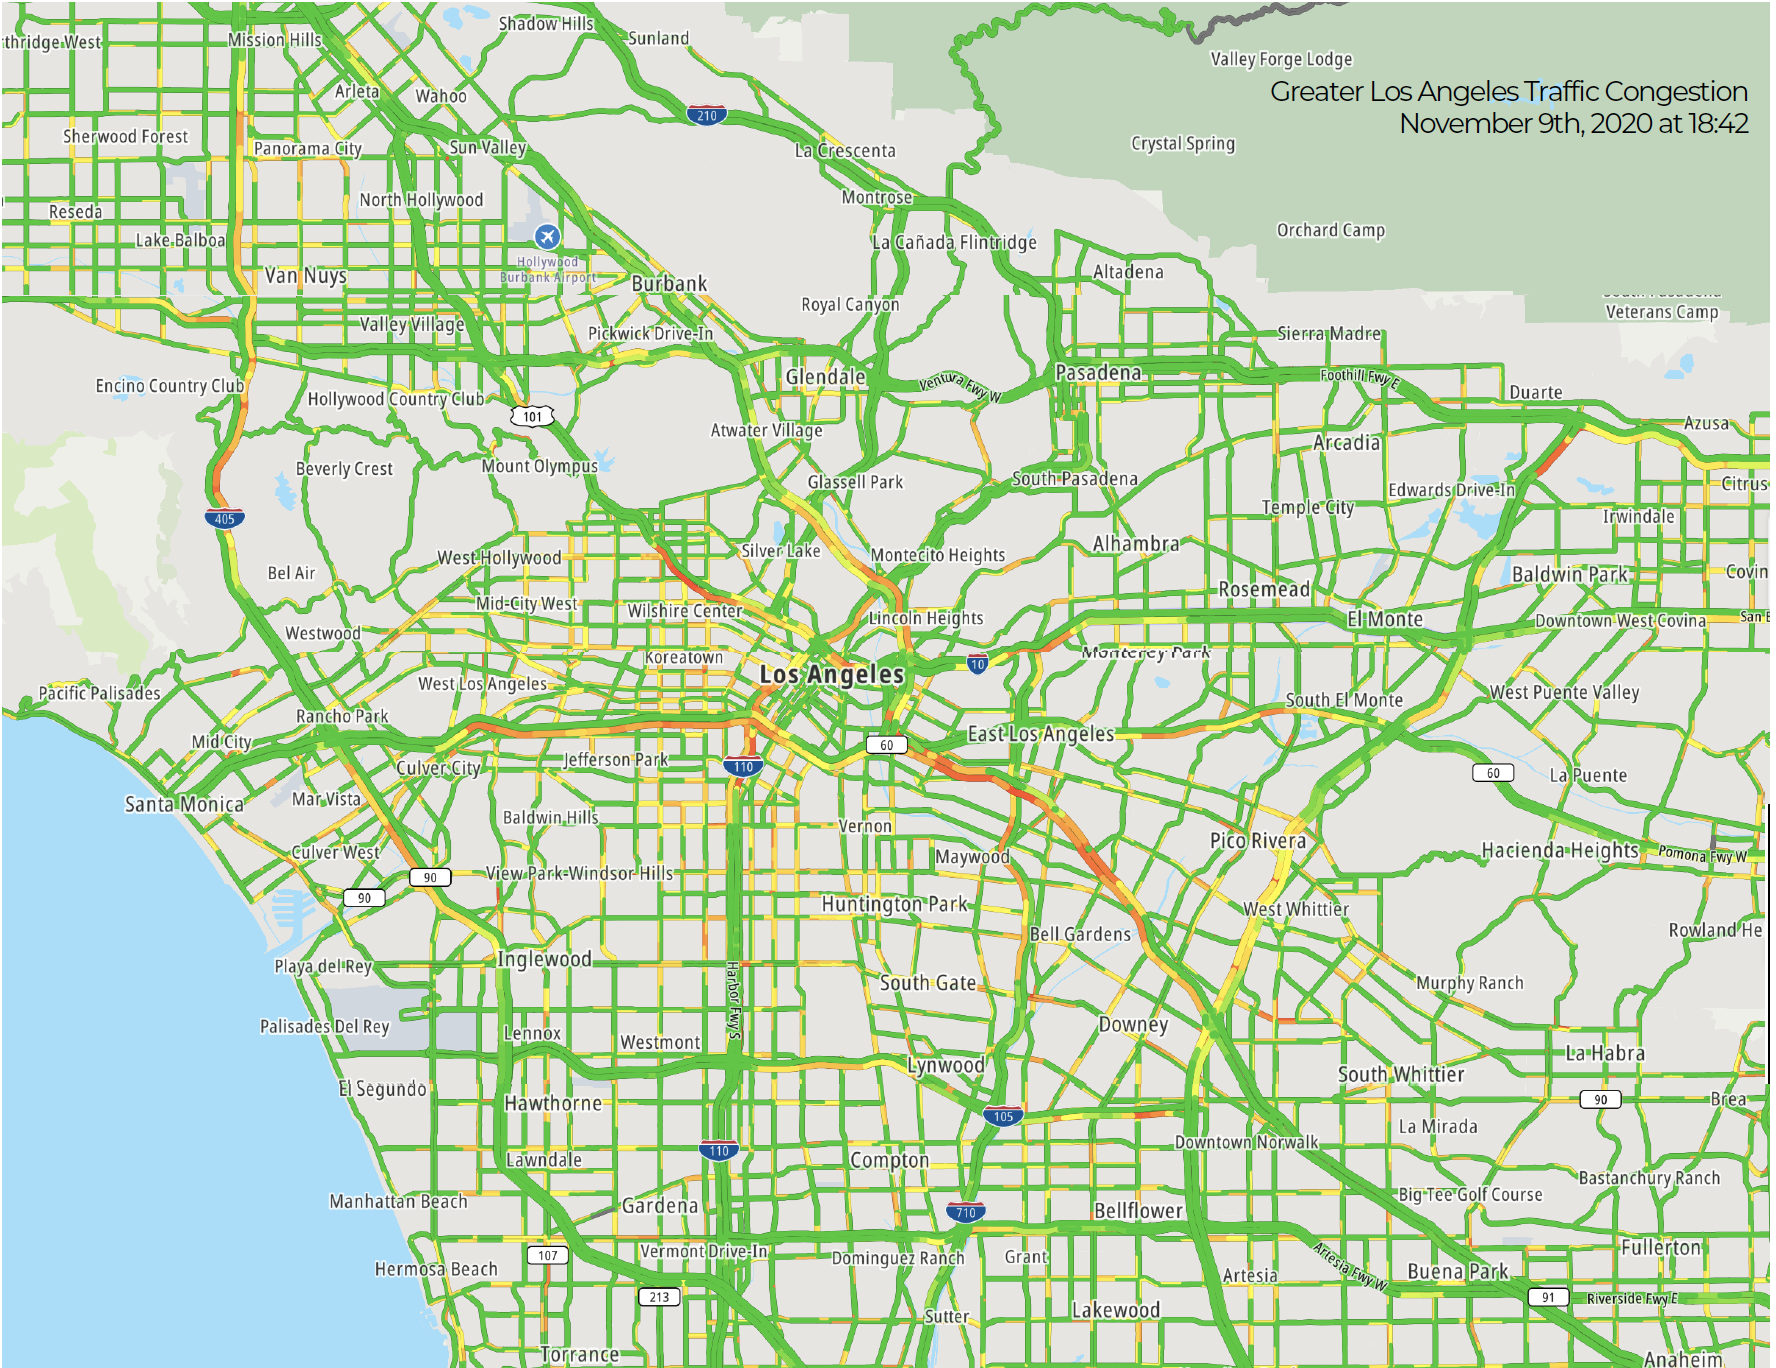 Shadow Hills
Sunland
Mission Hills
rthridge West
Valley Forge Lodge
Greater Los Angeles Traffic Congestion
November 9th, 2020 at 18:42
Arleta
Wahoo
210
Sherwood Forest
Panorama City
Sun Valley
La Crescenta
Crystal Spring
North Hollywood
Montrose
Reseda
Lake Balboa
La Cañada Flintridge
Orchard Camp
Hollywood
Burbank Airport
Van Nuys
Burbank
Altadena
Royal Canyon
Veterans Camp
Valley Village
Pickwick Drive-In
Sierra Madre
Encino Country Club
Hollywood Country Club
Glendale
Ventura Fwy W
Pasadena
Foothill Fwy E
Duarte
101
Azusa
Atwater Village
Arcadia
Beverly Crest
Mount Olympus
Glassell Park
South Pasadena
Edwards Drive-In
Citrus
405
Temple City
Irwindale
West Hollywood
Silver Lake
Montecito Heights
Alhambra
Bel Air
Baldwin Park
Covin
Rosemead
Mid-City West
Wilshire Center
Lincoln Heights
El Monte
Downtown West Covina
San B
Westwood
Koreatown
Los Angeles
10
Monterey Park
West Los Angeles
Pacific Palisades
South El Monte
West Puente Valley
Rancho Park
Mid City
60
East Los Angeles
Culver City
Jefferson Park
110
60
La Puente
Santa Monica
Mar Vista
Baldwin Hills
Vernon
Pico Rivera
Culver West
Maywood
Hacienda Heights
Pomona Fwy W
90
90
View Park-Windsor Hills
Huntington Park
West Whittier
Bell Gardens
Rowland He
Playa del Rey
Inglewood
Harbor Fwy S
South Gate
Murphy Ranch
Palisades Del Rey
Lennox
Westmont
Downey
Lynwood
La Habra
El Segundo
South Whittier
Hawthorne
105
90
Brea
La Mirada
110
Downtown Norwalk
Lawndale
Compton
Bastanchury Ranch
Manhattan Beach
Gardena
710
Bellflower
Big Tee Golf Course
107
Vermont Drive-In
Dominguez Ranch
Grant
Artesia Fwy W
Fullerton
Hermosa Beach
Artesia
Buena Park
213
91
Riverside Fwy E
Sutter
Lakewood
Torrance
Anaheim